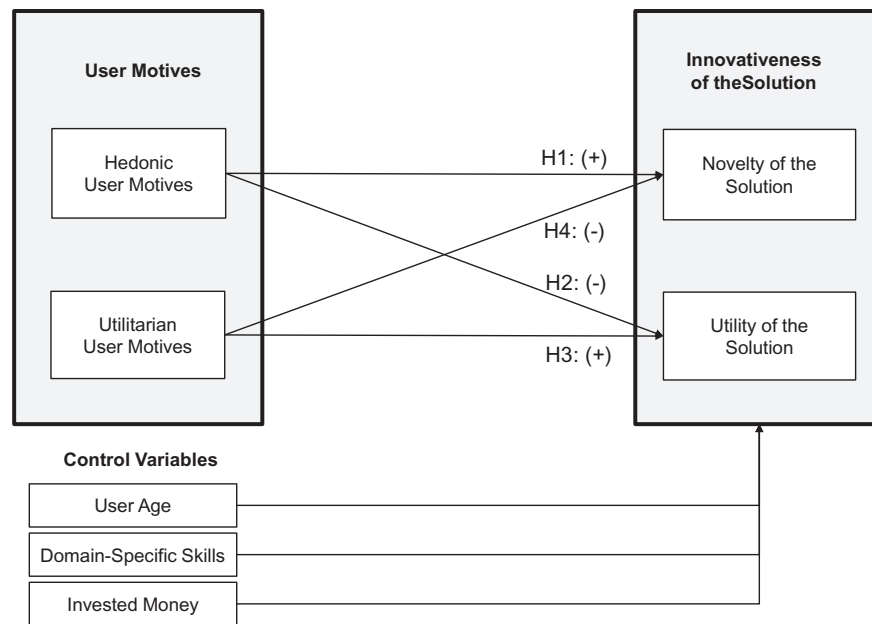 User Motives
Hedonic
User Motives
Utilitarian
User Motives
H1: (+)
H4: (-)
H2: (-)
H3: (+)
Innovativeness
of theSolution
Novelty of the
Solution
Utility of the
Solution
Control Variables
User Age
Domain-Specific Skills
Invested Money